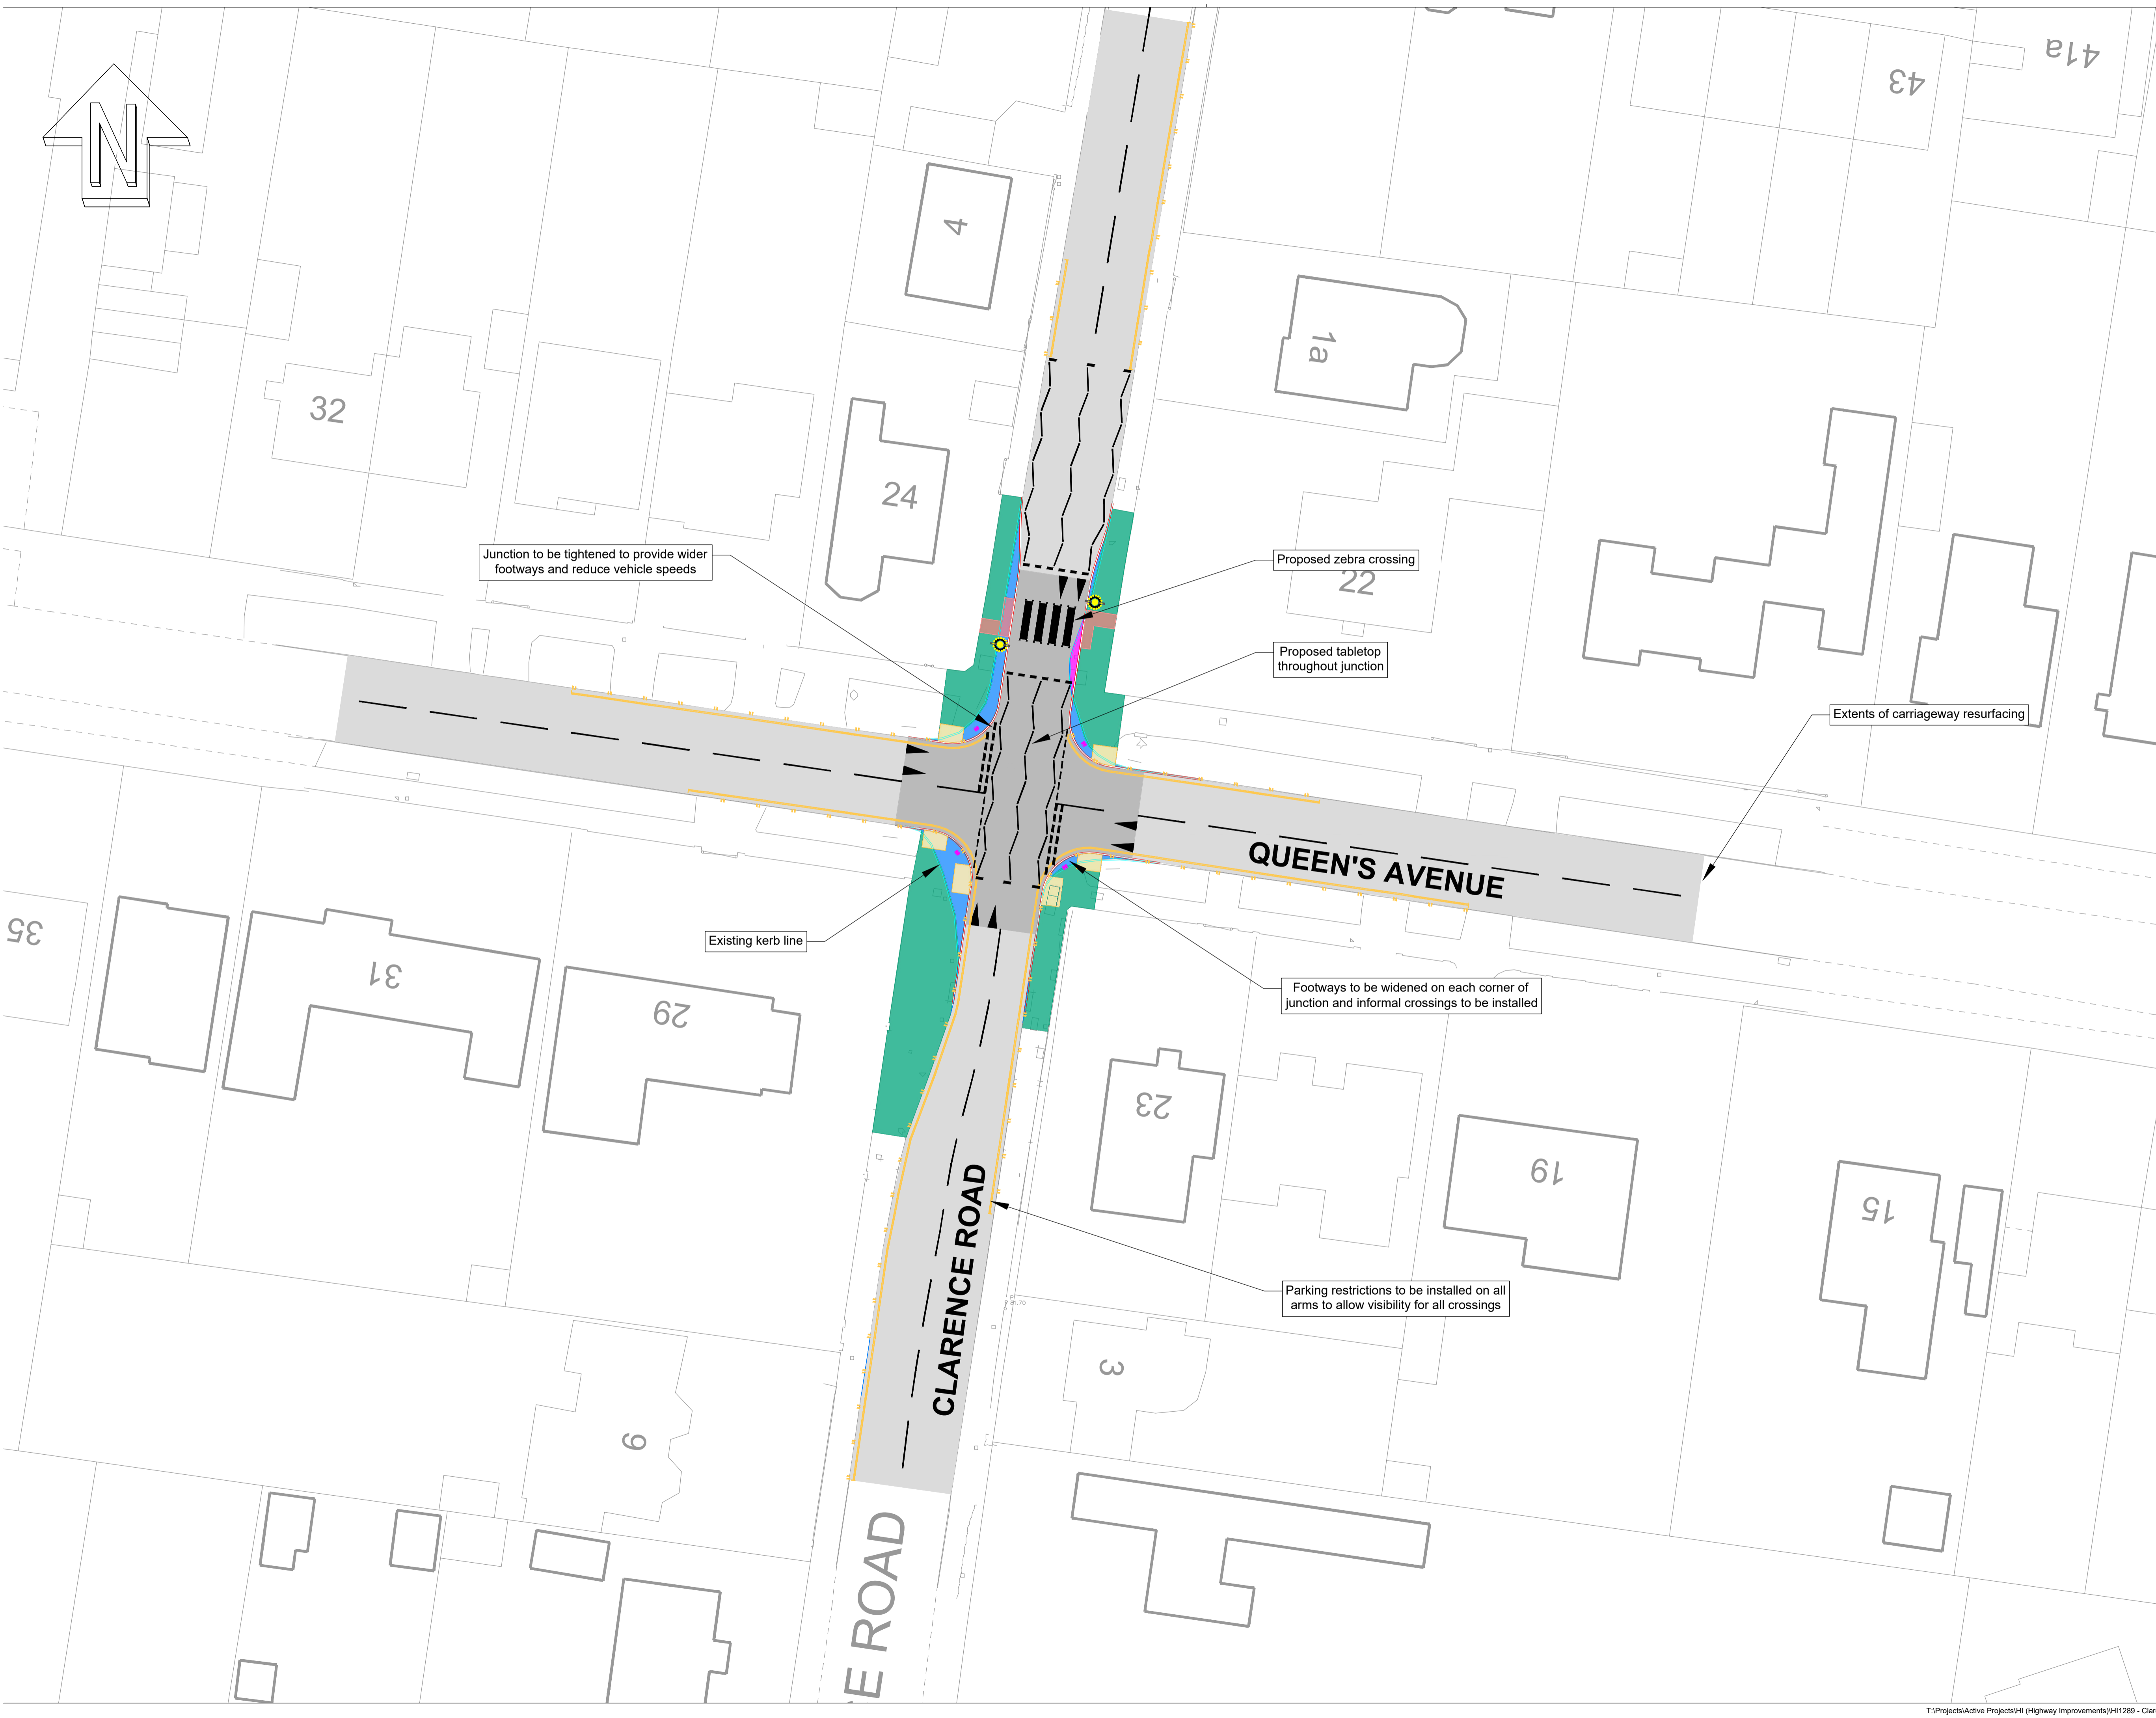 N
41a
43
4
1a
32
24
22
Junction to be tightened to provide wider
footways and reduce vehicle speeds
Proposed zebra crossing
Proposed tabletop
throughout junction
Extents of carriageway resurfacing
QUEEN'S AVENUE
Existing kerb line
35
31
29
Footways to be widened on each corner of
junction and informal crossings to be installed
23
19
15
CLARENCE ROAD
Parking restrictions to be installed on all
arms to allow visibility for all crossings
3
9
E ROAD
T:\Projects\Active Projects\HI (Highway Improvements)\HI1289 - Clar